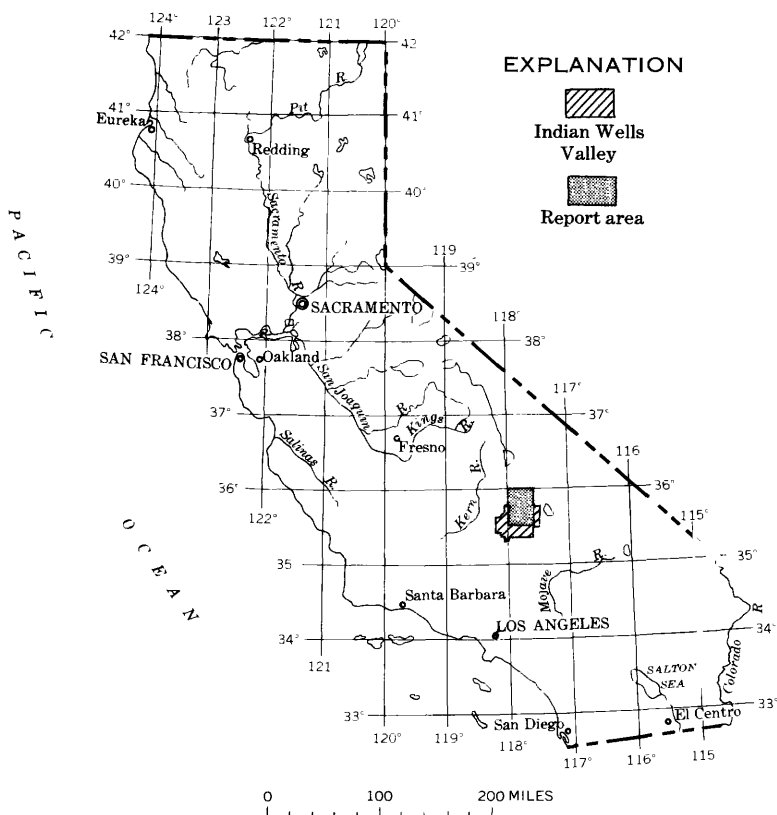 124° 123 122° 121° 120°
42° 42
EXPLANATION
Indian Wells
Valley
Report area
R.
Pit
41° 41°
Eureka
Redding
40° 40°
Sacramento
R
PACIFIC
OCEAN
39° 119
39°
124°
SACRAMENTO
118°
38° 38°
SAN FRANCISCO
Oakland
San Joaquin
R.
117°
37° 37°
Kings
R.
Fresno
Salinas
R.
116
36° 36°
122°
Kern
R.
115°
35 35°
Mojave
R.
Santa Barbara
LOS ANGELES
34° 34°
121
Colorado
R
SALTON
SEA
33° 33°
San Diego
El Centro
120° 119° 118° 117° 116° 115
0 100 200 MILES